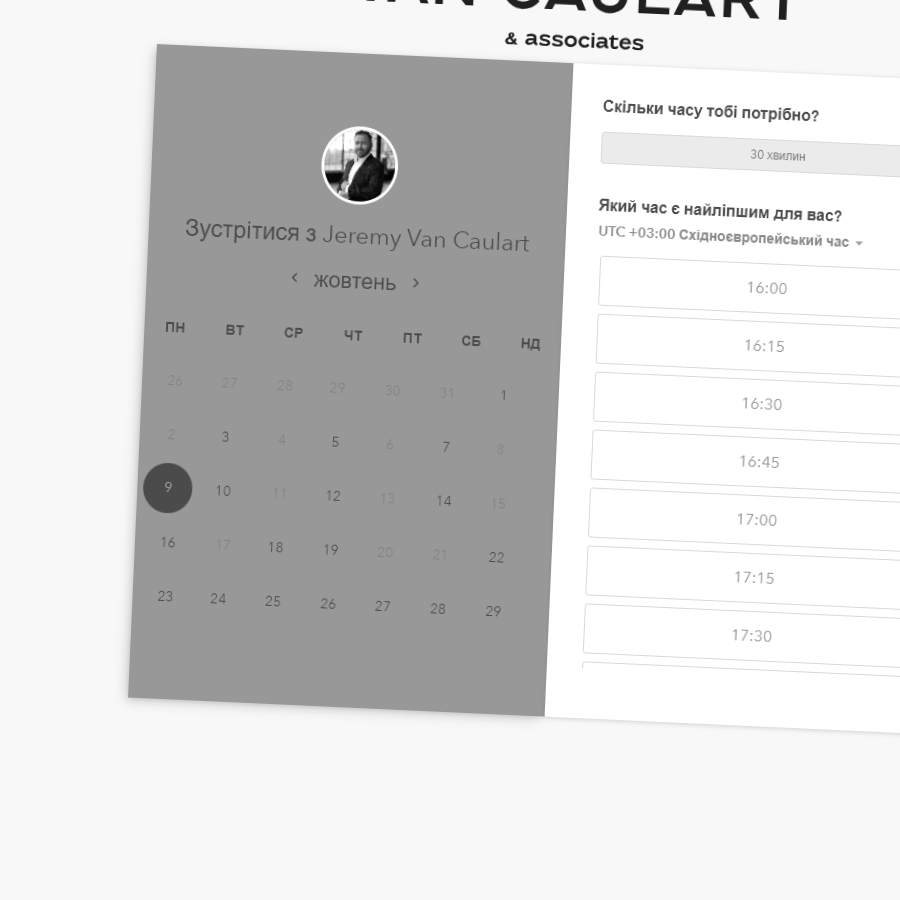 VAN CAULART
& associates
Зустрітися з Jeremy Van Caulart
жовтень
ПН ВТ СР ЧТ ПТ СБ НД
26 27 28 29 30 31 1
2 3 4 5 6 7 8
9 10 11 12 13 14 15
16 17 18 19 20 21 22
23 24 25 26 27 28 29
Скільки часу тобі потрібно?
30 хвилин
Який час є найліпшим для вас?
UTC +03:00 Східноєвропейський час
16:00
16:15
16:30
16:45
17:00
17:15
17:30